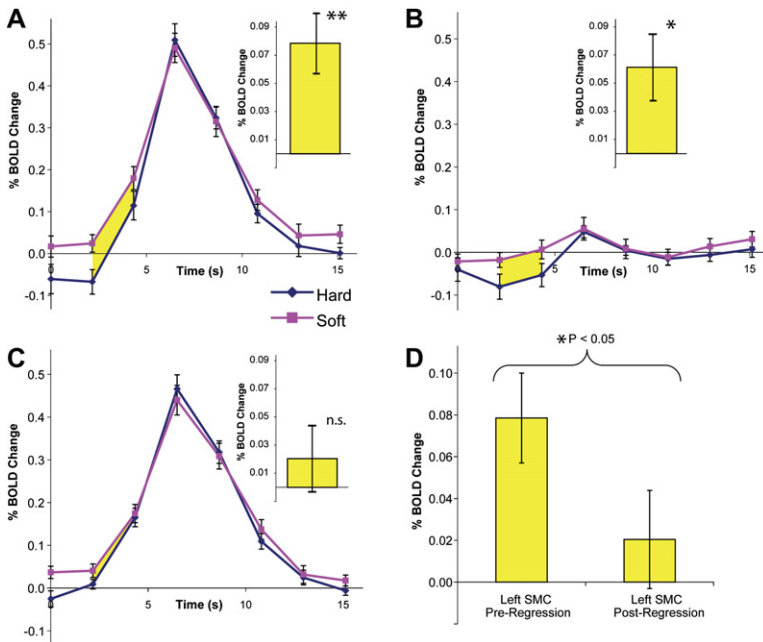 A
% BOLD Change
0.5
0.4
0.3
0.2
0.1
0.0
-0.1
0
5
10
15
Time (s)
% BOLD Change
0.09
0.07
0.05
0.03
0.01
**
Hard
Soft
B
% BOLD Change
0.5
0.4
0.3
0.2
0.1
0.0
-0.1
5
10
15
Time (s)
% BOLD Change
0.09
0.07
0.05
0.03
0.01
*
C
% BOLD Change
0.5
0.4
0.3
0.2
0.1
0.0
-0.1
0
5
10
15
Time (s)
% BOLD Change
0.09
0.07
0.05
0.03
0.01
n.s.
D
* P < 0.05
% BOLD Change
0.10
0.08
0.06
0.04
0.02
0.00
Left SMC
Pre-Regression
Left SMC
Post-Regression